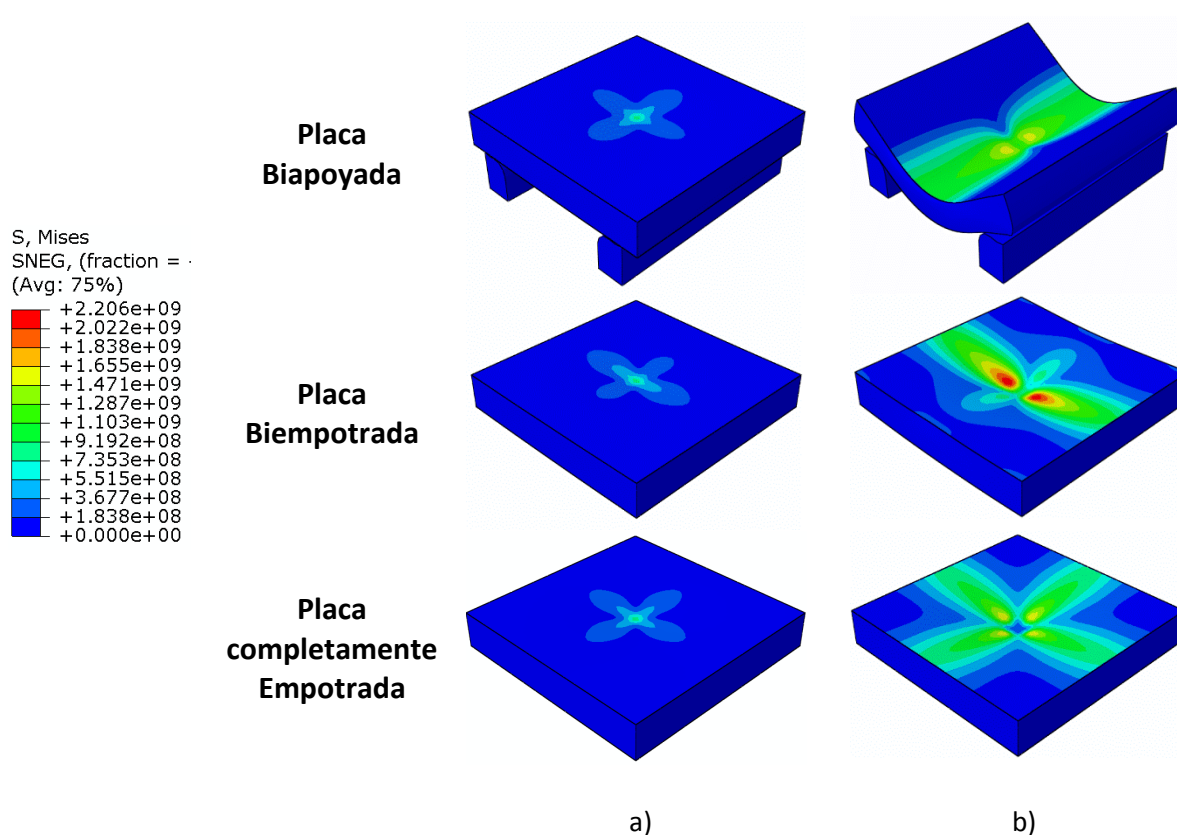 Placa
Biapoyada
S, Mises
SNEG, (fraction = -
(Avg: 75%)
+2.206e+09
+2.022e+09
+1.838e+09
+1.655e+09
+1.471e+09
+1.287e+09
+1.103e+09
+9.192e+08
+7.353e+08
+5.515e+08
+3.677e+08
+1.838e+08
+0.000e+00
Placa
Biempotrada
Placa
completamente
Empotrada
a)
b)